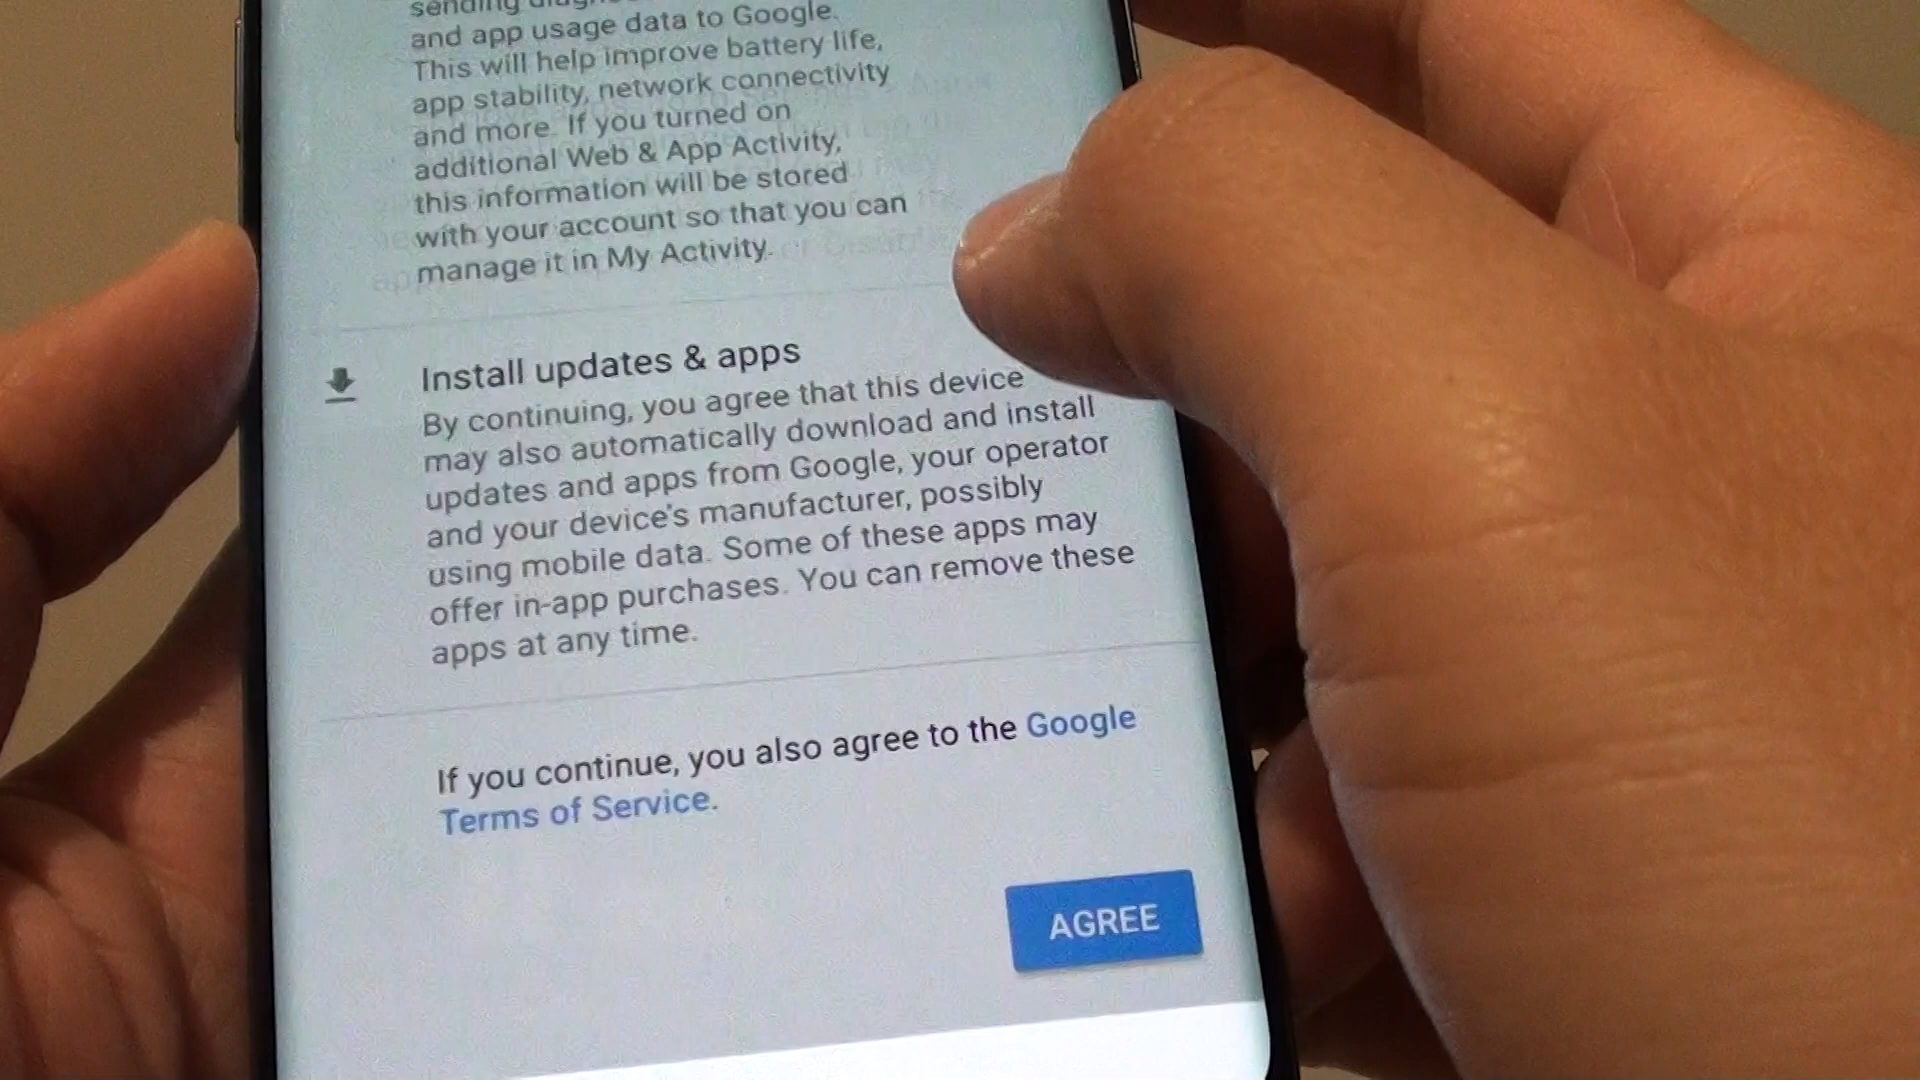 sending
and app usage data to Google.
This will help improve battery life,
app stability, network connectivity
and more. If you turned on
additional Web & App Activity,
this information will be stored
with your account so that you can
manage it in My Activity.
Install updates & apps
By continuing, you agree that this device
may also automatically download and install
updates and apps from Google, your operator
and your device's manufacturer, possibly
using mobile data. Some of these apps may
offer in-app purchases. You can remove these
apps at any time.
If you continue, you also agree to the Google
Terms of Service.
AGREE